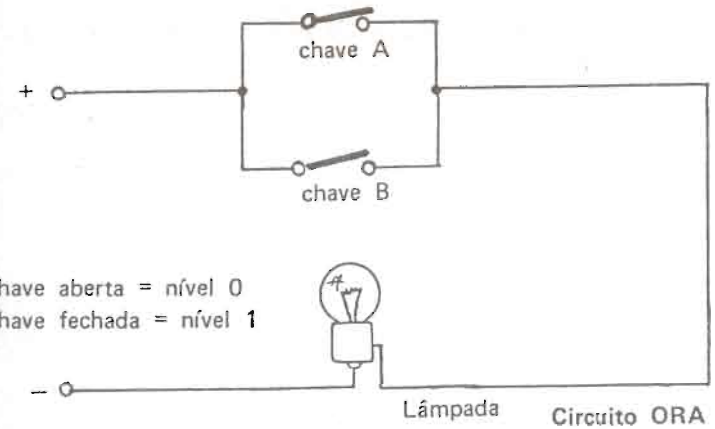 chave A
+
chave B
have aberta = nível 0
have fechada = nível 1
–
Lâmpada
Circuito ORA